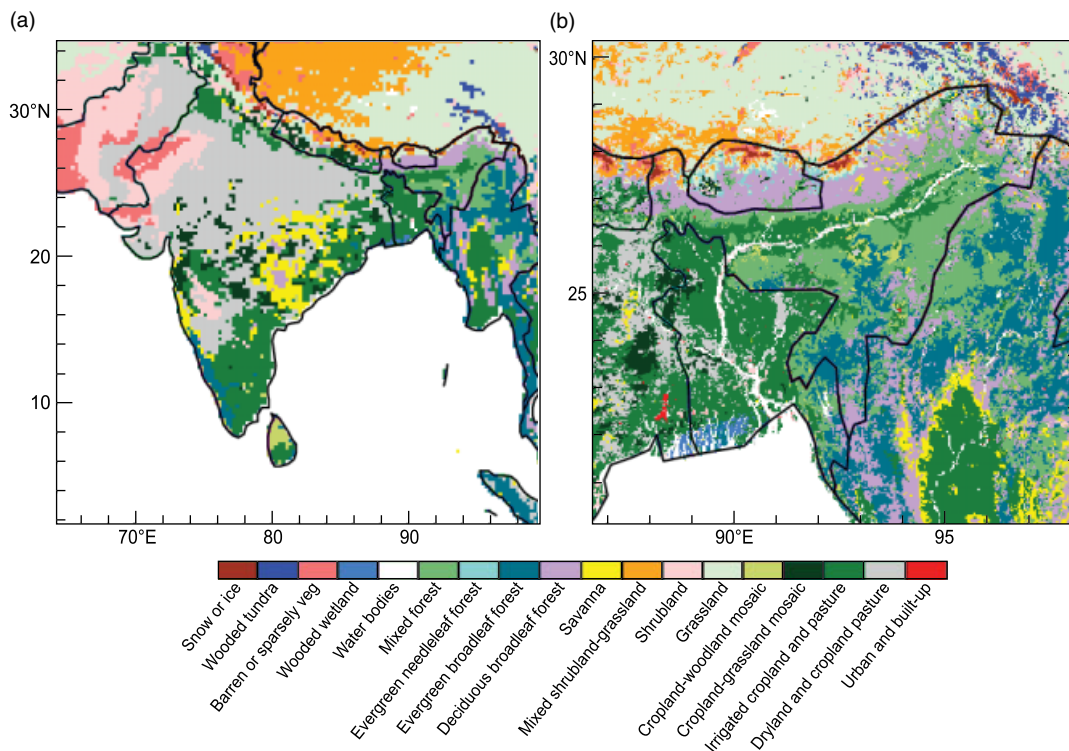 (a)
(b)
30°N
20
10
70°E
80
90
30°N
25
90°E
95
Snow or ice
Wooded tundra
Barren or sparsely veg
Wooded wetland
Water bodies
Mixed forest
Evergreen needleleaf forest
Evergreen broadleaf forest
Deciduous broadleaf forest
Savanna
Mixed shrubland-grassland
Shrubland
Grassland
Cropland-woodland mosaic
Cropland-grassland mosaic
Irrigated cropland and pasture
Dryland and cropland pasture
Urban and built-up